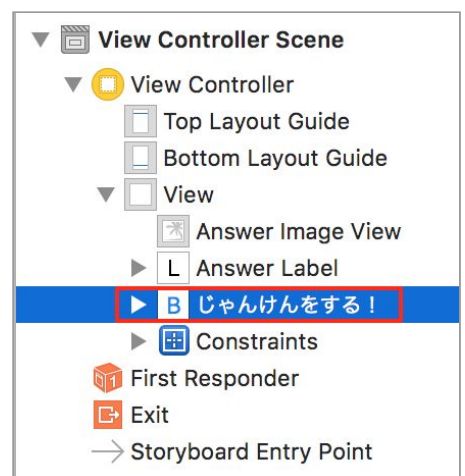 View Controller Scene
View Controller
Top Layout Guide
Bottom Layout Guide
View
Answer Image View
L Answer Label
B じゃんけんをする！
Constraints
First Responder
Exit
Storyboard Entry Point